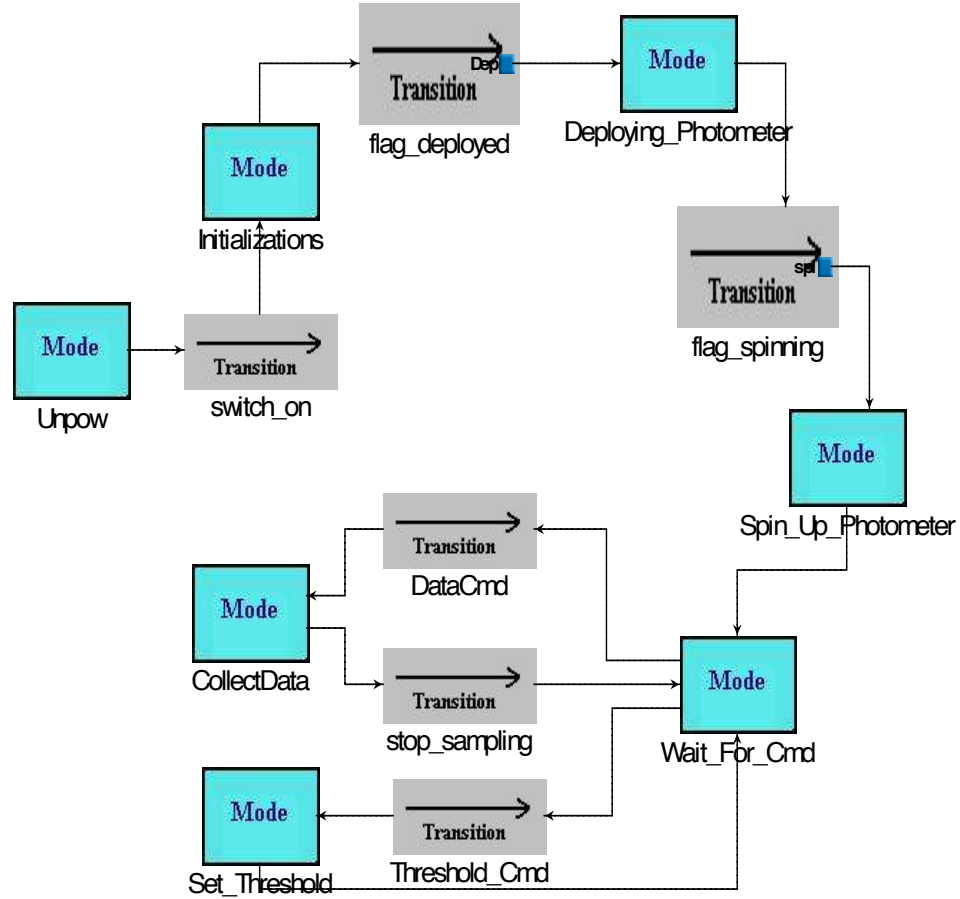 Dep
Transition
flag_deployed
Mode
Deploying_Photometer
Mode
Initializations
spi
Transition
flag_spinning
Mode
Unpow
Transition
switch_on
Mode
Spin_Up_Photometer
Transition
DataCmd
Mode
CollectData
Transition
stop_sampling
Mode
Wait_For_Cmd
Mode
Set_Threshold
Transition
Threshold_Cmd